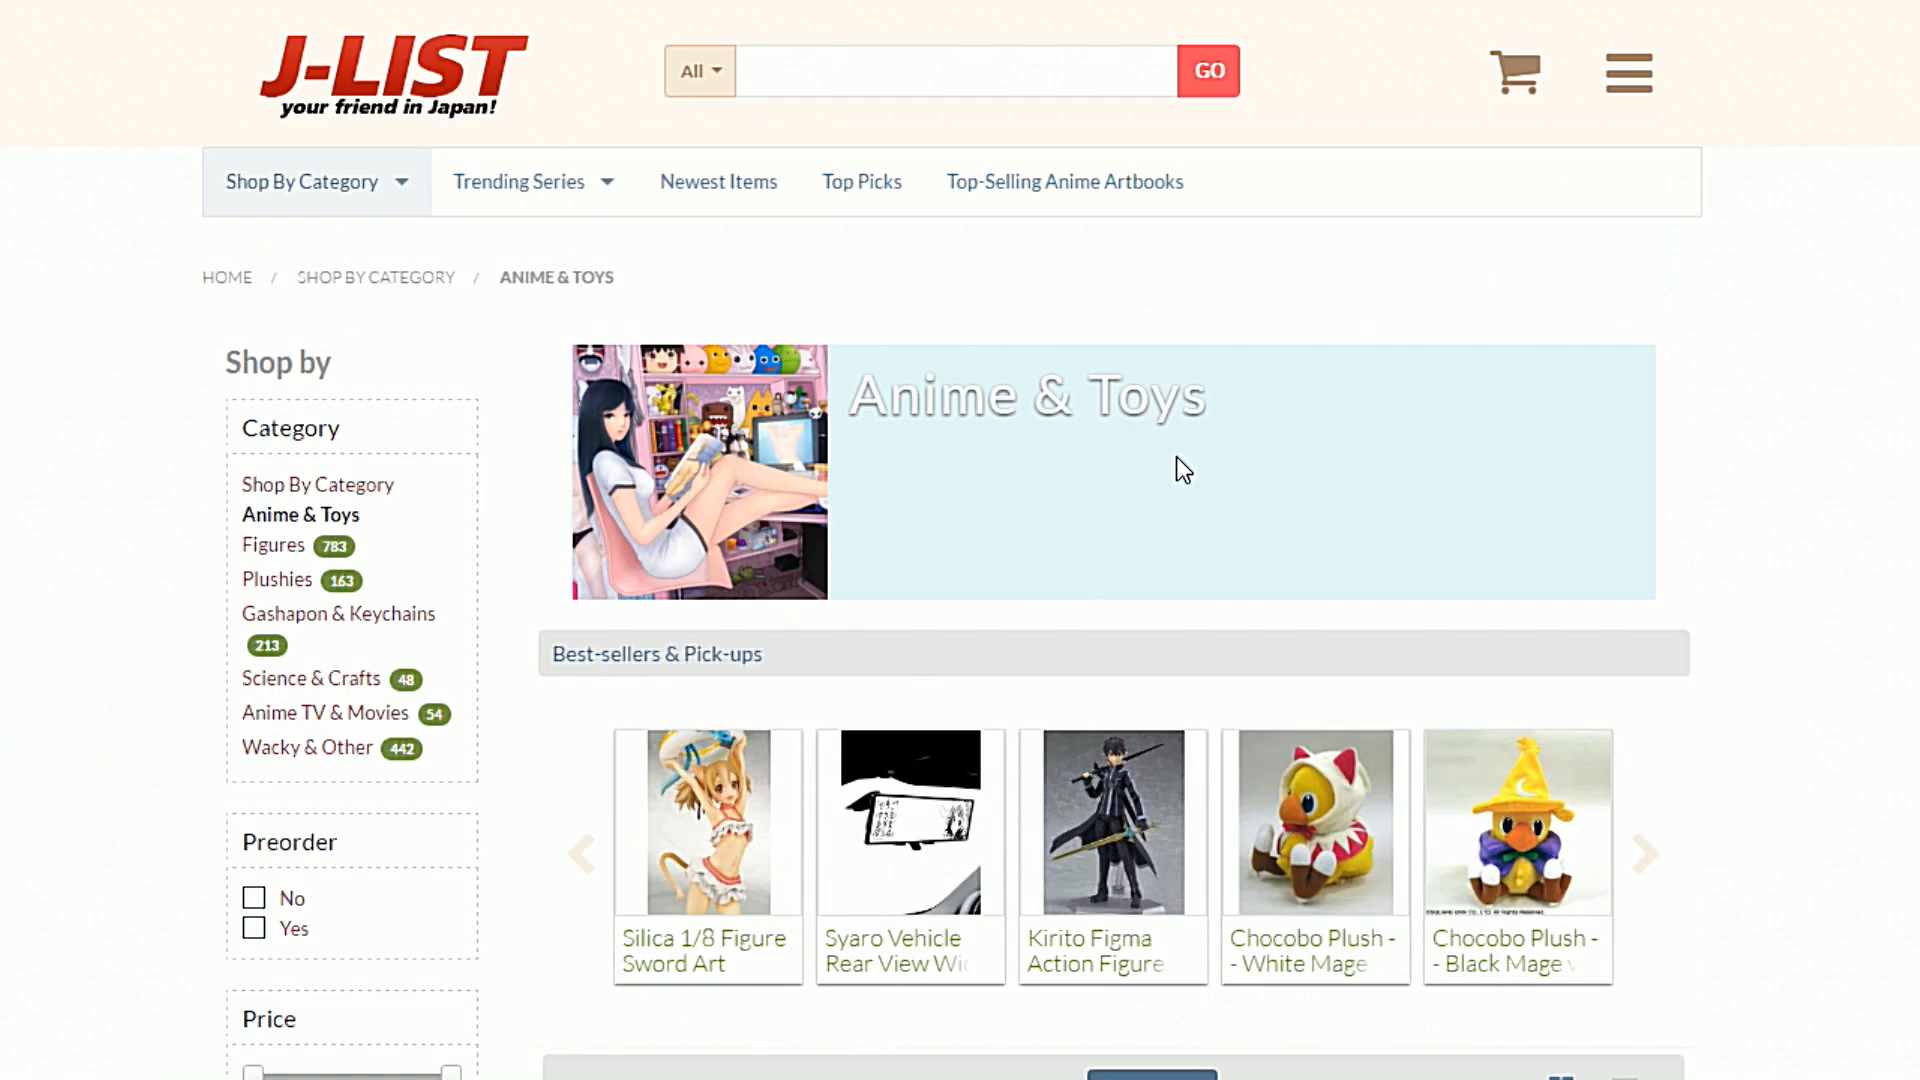 J-LIST
your friend in Japan!
All
GO
Shop By Category
Trending Series
Newest Items
Top Picks
Top-Selling Anime Artbooks
HOME / SHOP BY CATEGORY / ANIME & TOYS
Shop by
Category
Shop By Category
Anime & Toys
Figures 783
Plushies 163
Gashapon & Keychains
213
Science & Crafts 48
Anime TV & Movies 54
Wacky & Other 442
Preorder
No
Yes
Price
Anime & Toys
Best-sellers & Pick-ups
Silica 1/8 Figure
Sword Art
Syaro Vehicle
Rear View
Kirito Figma
Action Figure
Chocobo Plush -
- White Mage
Chocobo Plush -
- Black Mage